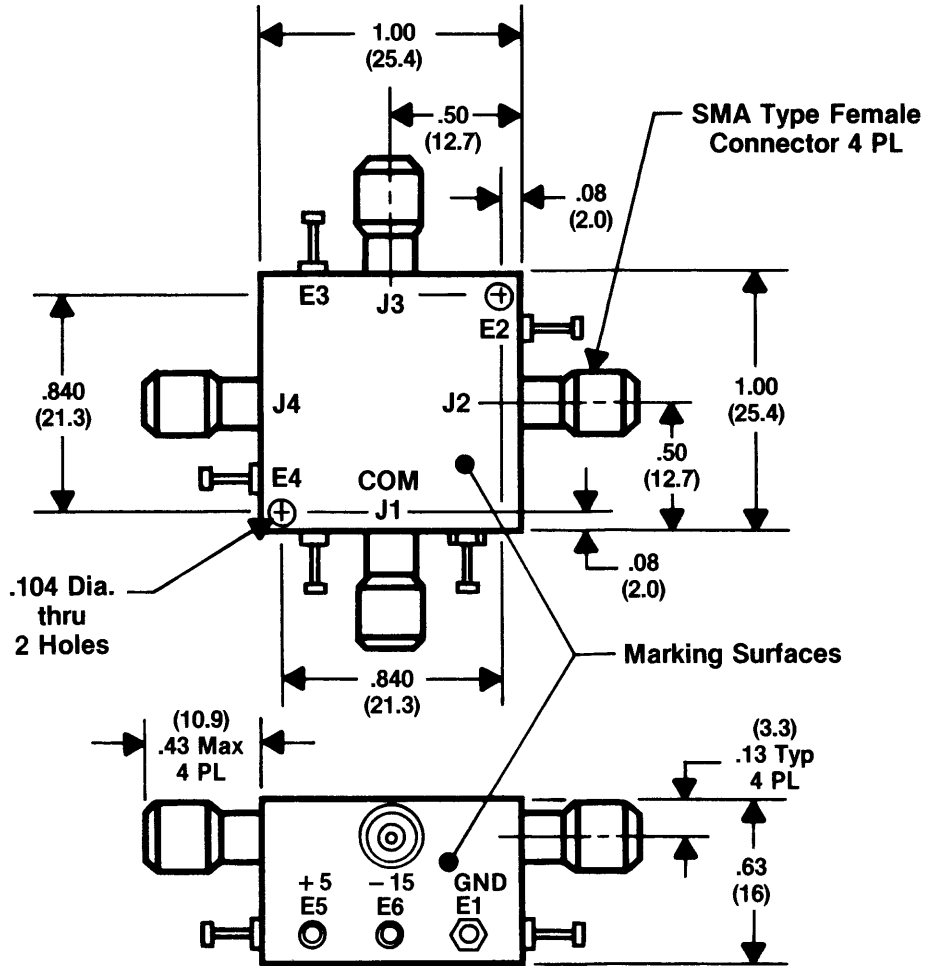 1.00
(25.4)
.50
(12.7)
SMA Type Female
Connector 4 PL
.08
(2.0)
E3
J3
E2
.840
(21.3)
J4
J2
1.00
(25.4)
.50
(12.7)
E4
COM
J1
.08
(2.0)
.104 Dia.
thru
2 Holes
.840
(21.3)
Marking Surfaces
(10.9)
.43 Max
4 PL
(3.3)
.13 Typ
4 PL
+5
E5
−15
E6
GND
E1
.63
(16)